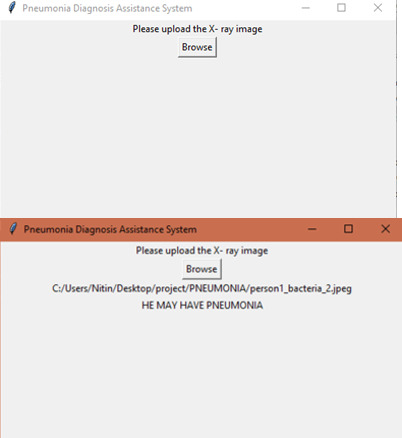 Pneumonia Diagnosis Assistance System
Please upload the X- ray image
Browse
Pneumonia Diagnosis Assistance System
Please upload the X- ray image
Browse
C:/Users/Nitin/Desktop/project/PNEUMONIA/person1_bacteria_2.jpeg
HE MAY HAVE PNEUMONIA